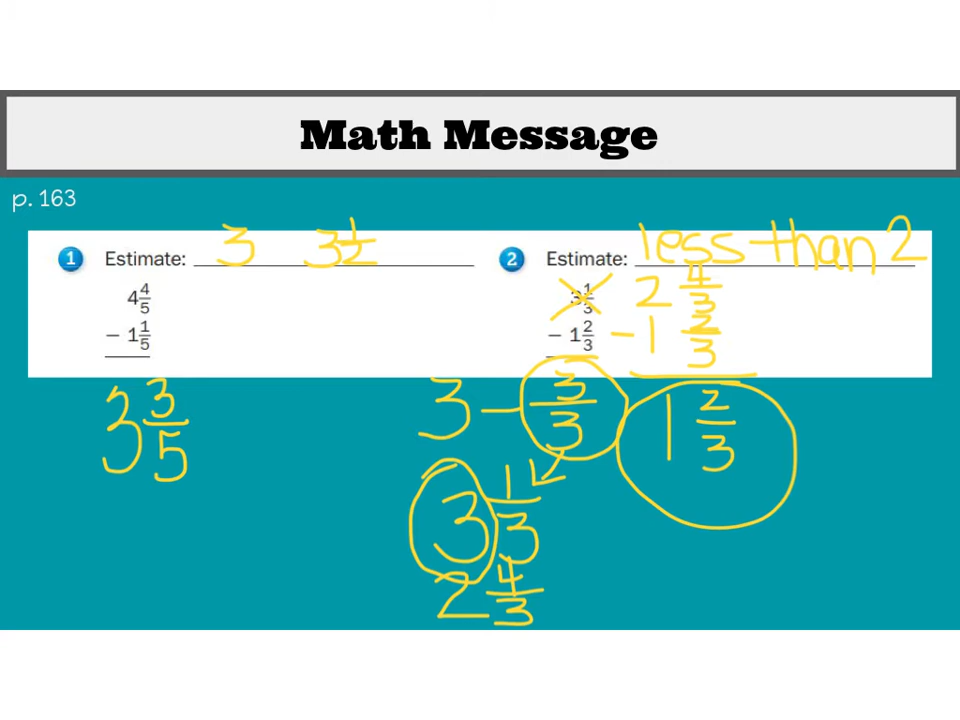 Math Message
p. 163
1 Estimate: 3 3 1/2
4 4/5
− 1 1/5
3 3/5
2 Estimate: less than 2
3 1/3 2 4/3
− 1 2/3 − 1 2/3
3 − 3/3 1 2/3
3 1/3
2 4/3